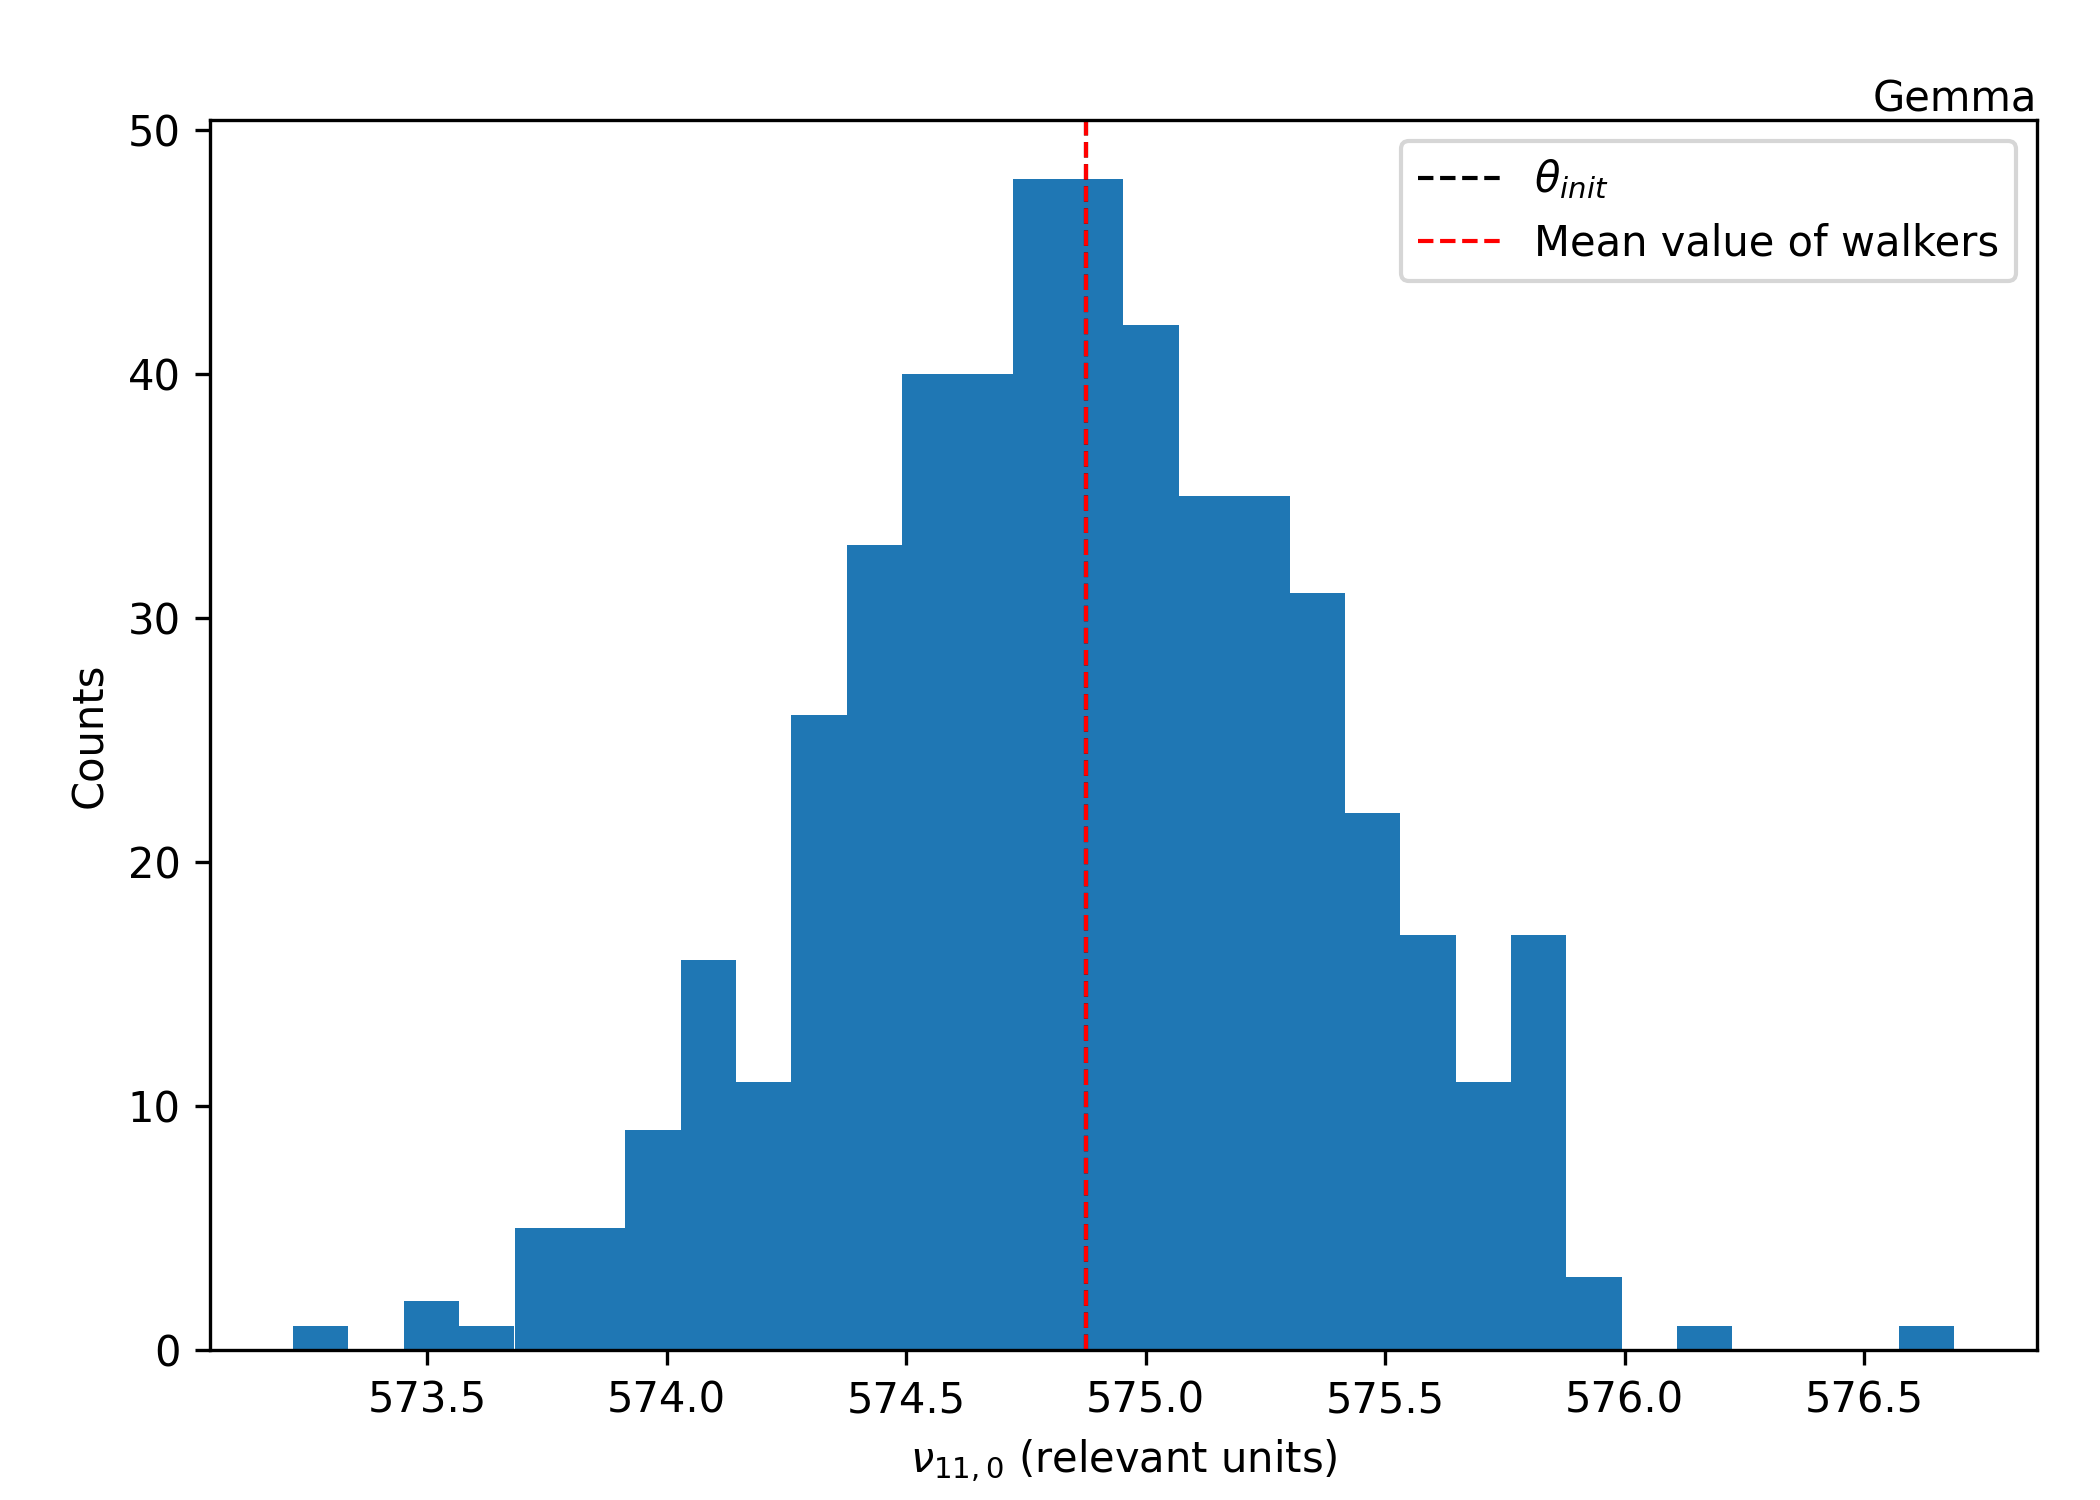 Gemma
50
40
30
20
10
0
Counts
θinit
Mean value of walkers
573.5 574.0 574.5 575.0 575.5 576.0 576.5
ν11, 0 (relevant units)